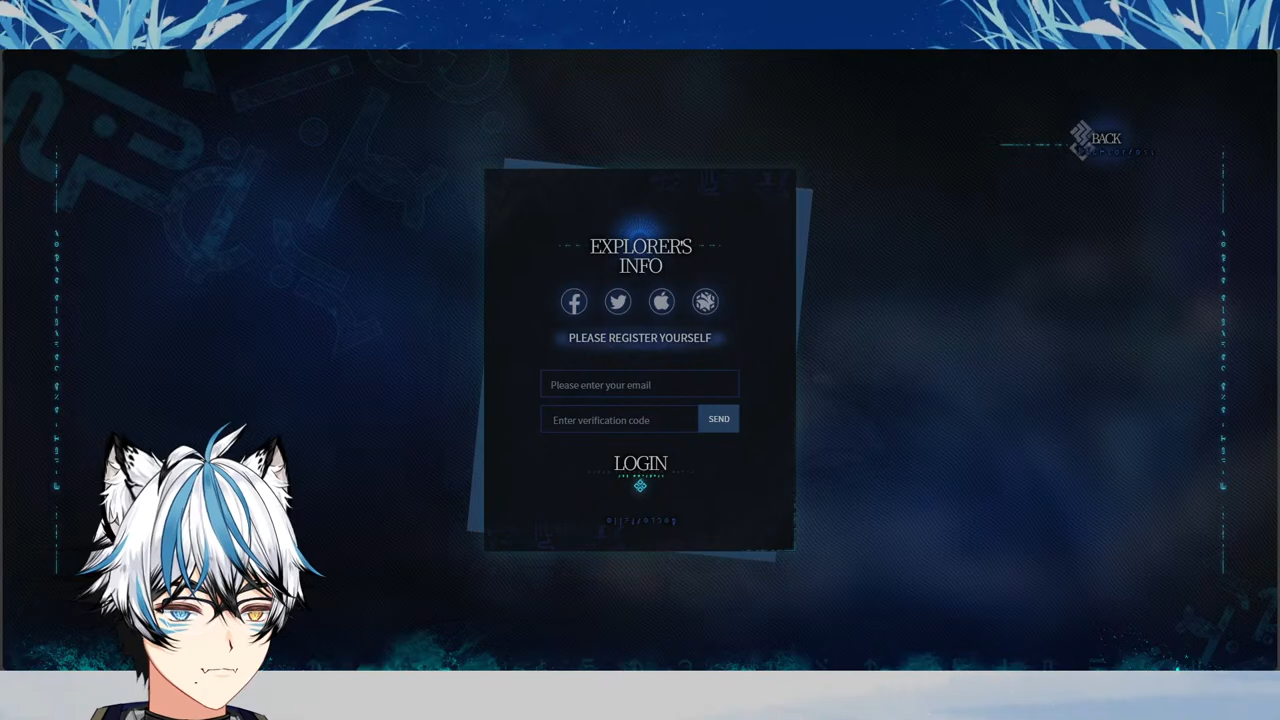 BACK
EXPLORER'S
INFO
PLEASE REGISTER YOURSELF
Please enter your email
Enter verification code
SEND
LOGIN